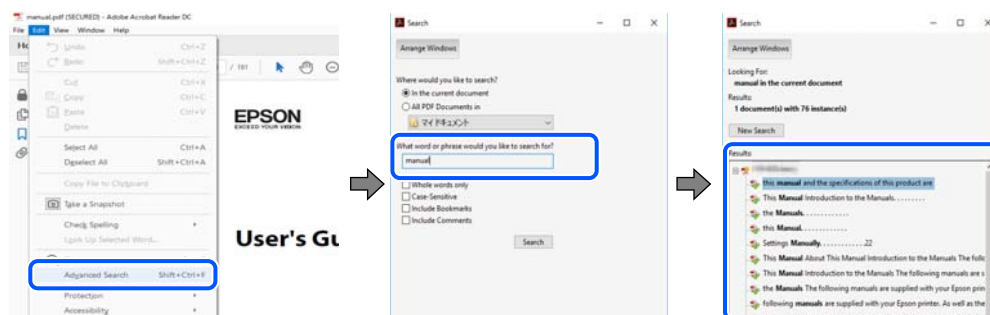 manual.pdf (SECURED) - Adobe Acrobat Reader DC
File Edit View Window Help
Undo Ctrl+Z
Redo Shift+Ctrl+Z
Cut Ctrl+X
Copy Ctrl+C
Paste Ctrl+V
Delete
Select All Ctrl+A
Deselect All Shift+Ctrl+A
Copy File to Clipboard
Take a Snapshot
Check Spelling
Look Up Selected Word...
Advanced Search Shift+Ctrl+F
Protection
Accessibility
/ 181
EPSON
EXCEED YOUR VISION
User's Gu
Search
Arrange Windows
Where would you like to search?
In the current document
All PDF Documents in
マイ ドキュメント
What word or phrase would you like to search for?
manual
Whole words only
Case-Sensitive
Include Bookmarks
Include Comments
Search
Search
Arrange Windows
Looking For:
manual in the current document
Results:
1 document(s) with 76 instance(s)
New Search
Results:
this manual and the specifications of this product are
This Manual Introduction to the Manuals. . . . . . . . .
the Manuals. . . . . . . . . . . .
this Manual. . . . . . . . . . . .
Settings Manually. . . . . . . . . . . .22
This Manual About This Manual Introduction to the Manuals The follo
This Manual Introduction to the Manuals The following manuals are s
the Manuals The following manuals are supplied with your Epson prin
following manuals are supplied with your Epson printer. As well as the